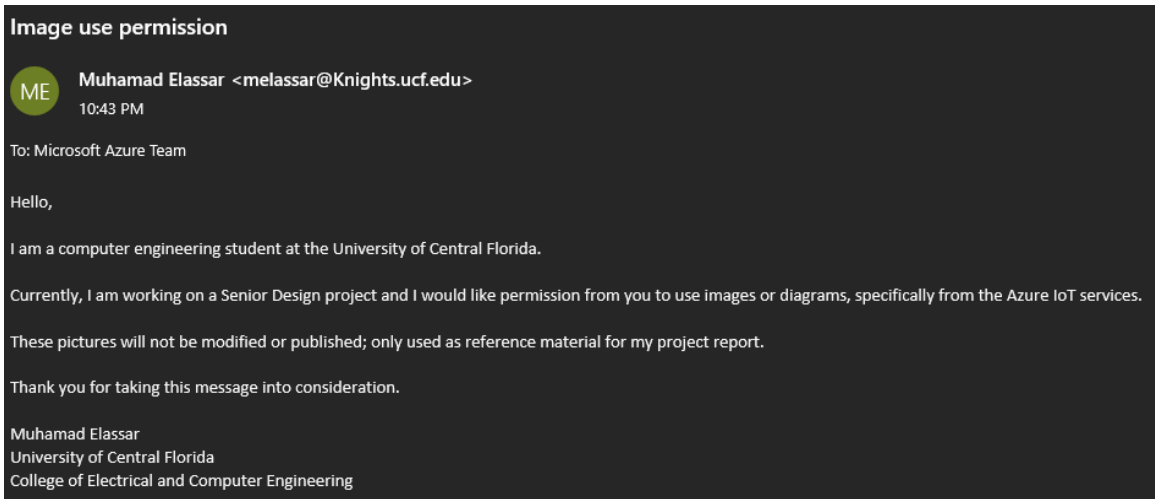 Image use permission
ME
Muhamad Elassar <melassar@Knights.ucf.edu>
10:43 PM
To: Microsoft Azure Team
Hello,
I am a computer engineering student at the University of Central Florida.
Currently, I am working on a Senior Design project and I would like permission from you to use images or diagrams, specifically from the Azure IoT services.
These pictures will not be modified or published; only used as reference material for my project report.
Thank you for taking this message into consideration.
Muhamad Elassar
University of Central Florida
College of Electrical and Computer Engineering